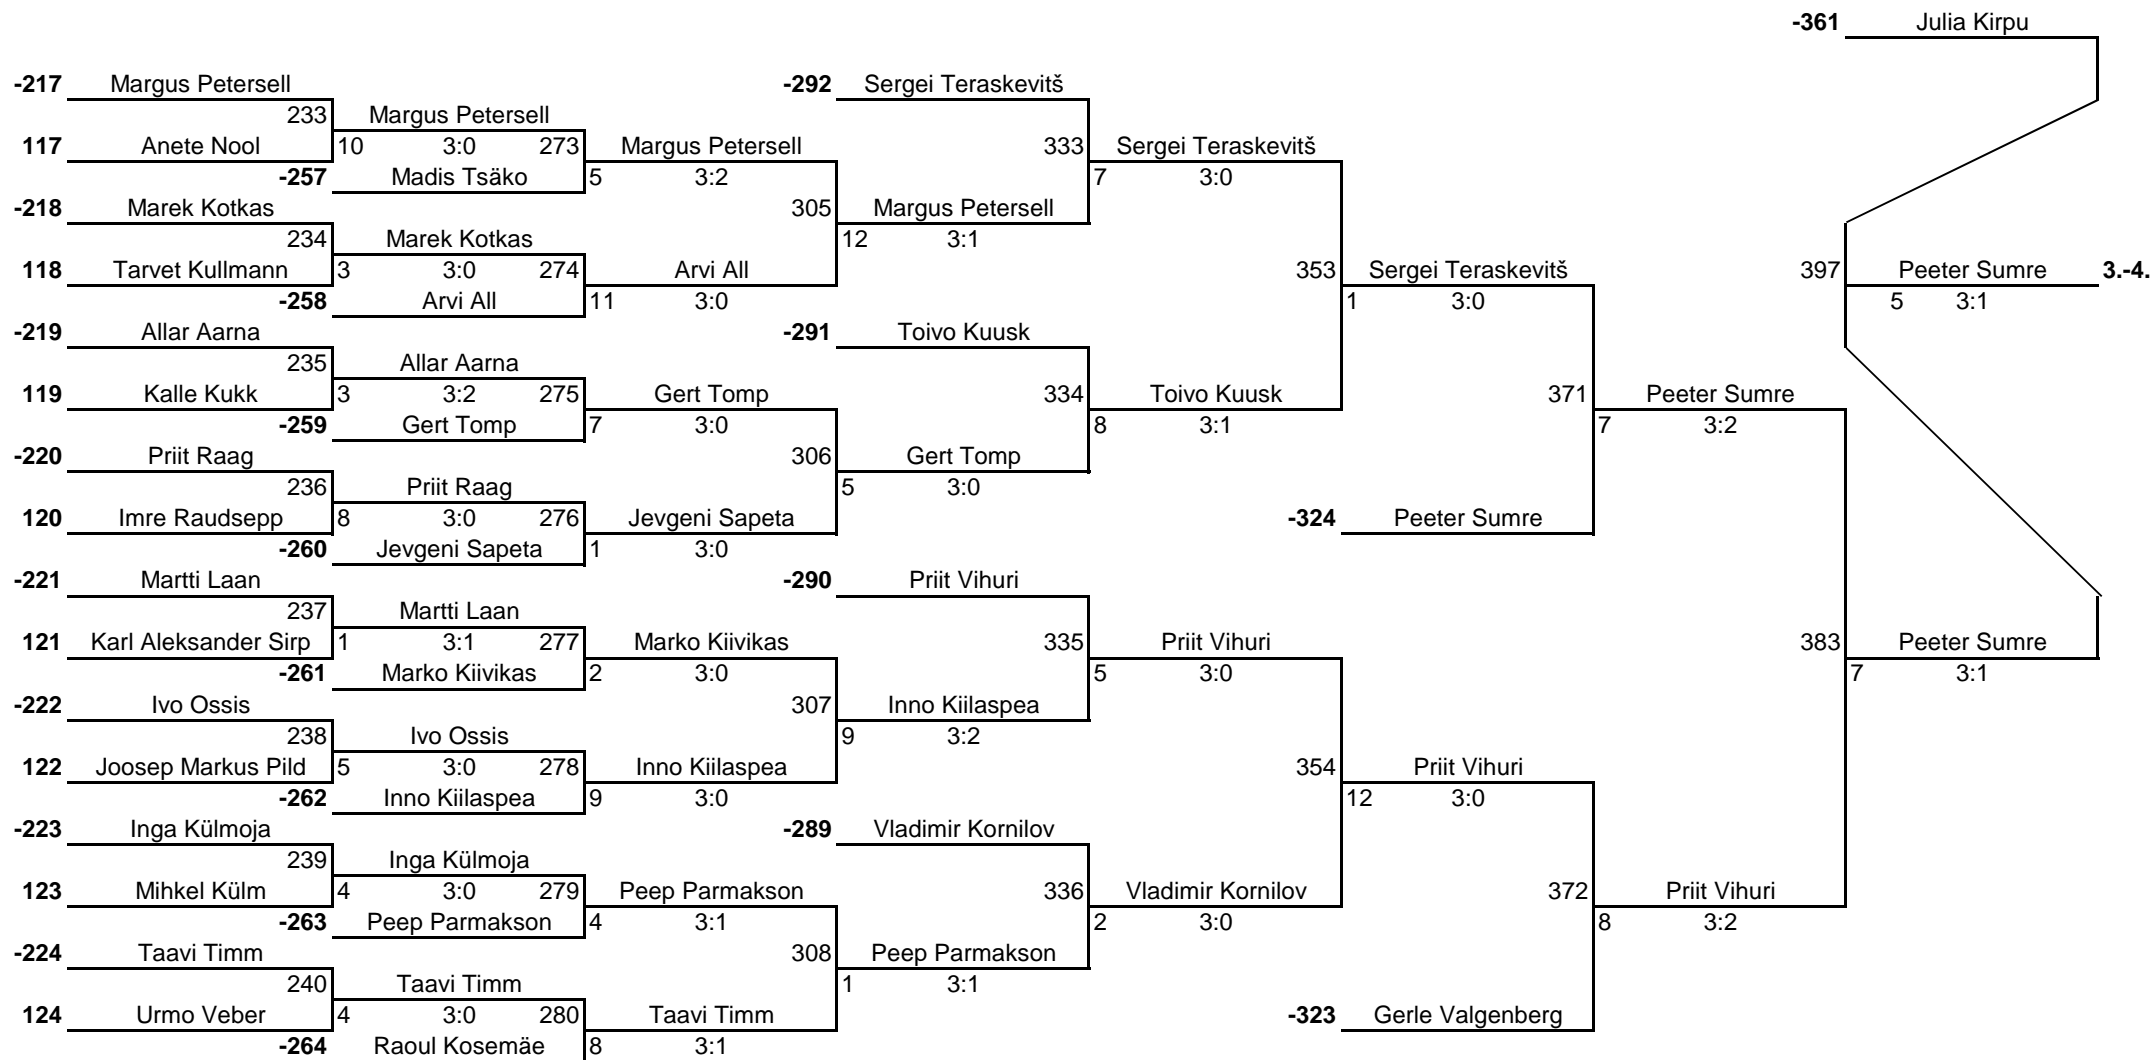 -361 Julia Kirpu
-217 Margus Petersell -292 Sergei Teraskevitš
233 Margus Petersell
117 Anete Nool 10 3:0 273 Margus Petersell 333 Sergei Teraskevitš
-257 Madis Tsäko 5 3:2 7 3:0
-218 Marek Kotkas 305 Margus Petersell
234 Marek Kotkas 12 3:1
118 Tarvet Kullmann 3 3:0 274 Arvi All 353 Sergei Teraskevitš 397 Peeter Sumre 3.-4.
-258 Arvi All 11 3:0 1 3:0 5 3:1
-219 Allar Aarna -291 Toivo Kuusk
235 Allar Aarna
119 Kalle Kukk 3 3:2 275 Gert Tomp 334 Toivo Kuusk 371 Peeter Sumre
-259 Gert Tomp 7 3:0 8 3:1 7 3:2
-220 Priit Raag 306 Gert Tomp
236 Priit Raag 5 3:0
120 Imre Raudsepp 8 3:0 276 Jevgeni Sapeta -324 Peeter Sumre
-260 Jevgeni Sapeta 1 3:0
-221 Martti Laan -290 Priit Vihuri
237 Martti Laan
121 Karl Aleksander Sirp 1 3:1 277 Marko Kiivikas 335 Priit Vihuri 383 Peeter Sumre
-261 Marko Kiivikas 2 3:0 5 3:0 7 3:1
-222 Ivo Ossis 307 Inno Kiilaspea
238 Ivo Ossis 9 3:2
122 Joosep Markus Pild 5 3:0 278 Inno Kiilaspea 354 Priit Vihuri
-262 Inno Kiilaspea 9 3:0 12 3:0
-223 Inga Külmoja -289 Vladimir Kornilov
239 Inga Külmoja
123 Mihkel Külm 4 3:0 279 Peep Parmakson 336 Vladimir Kornilov 372 Priit Vihuri
-263 Peep Parmakson 4 3:1 2 3:0 8 3:2
-224 Taavi Timm 308 Peep Parmakson
240 Taavi Timm 1 3:1
124 Urmo Veber 4 3:0 280 Taavi Timm -323 Gerle Valgenberg
-264 Raoul Kosemäe 8 3:1